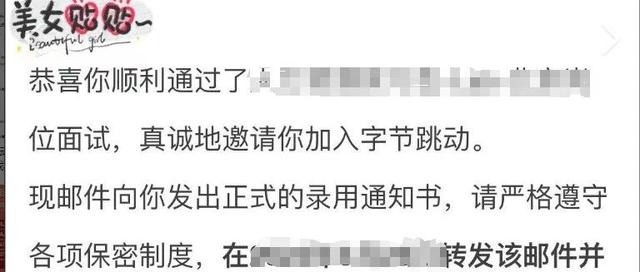 美女贴贴~
Beautiful girl
恭喜你顺利通过了
位面试，真诚地邀请你加入字节跳动。
现邮件向你发出正式的录用通知书，请严格遵守
各项保密制度，在转发该邮件并